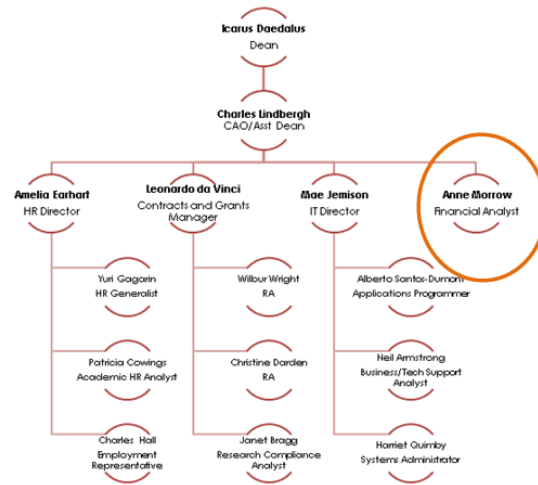 Icarus Daedalus
Dean
Charles Lindbergh
CAO/Asst Dean
Amelia Earhart
HR Director
Leonardo da Vinci
Contracts and Grants
Manager
Mae Jemison
IT Director
Anne Morrow
Financial Analyst
Yuri Gagarin
HR Generalist
Wilbur Wright
RA
Alberto Santos-Dumont
Applications Programmer
Patricia Cowings
Academic HR Analyst
Christine Darden
RA
Neil Armstrong
Business/Tech Support
Analyst
Charles Hall
Employment
Representative
Janet Bragg
Research Compliance
Analyst
Harriet Quimby
Systems Administrator